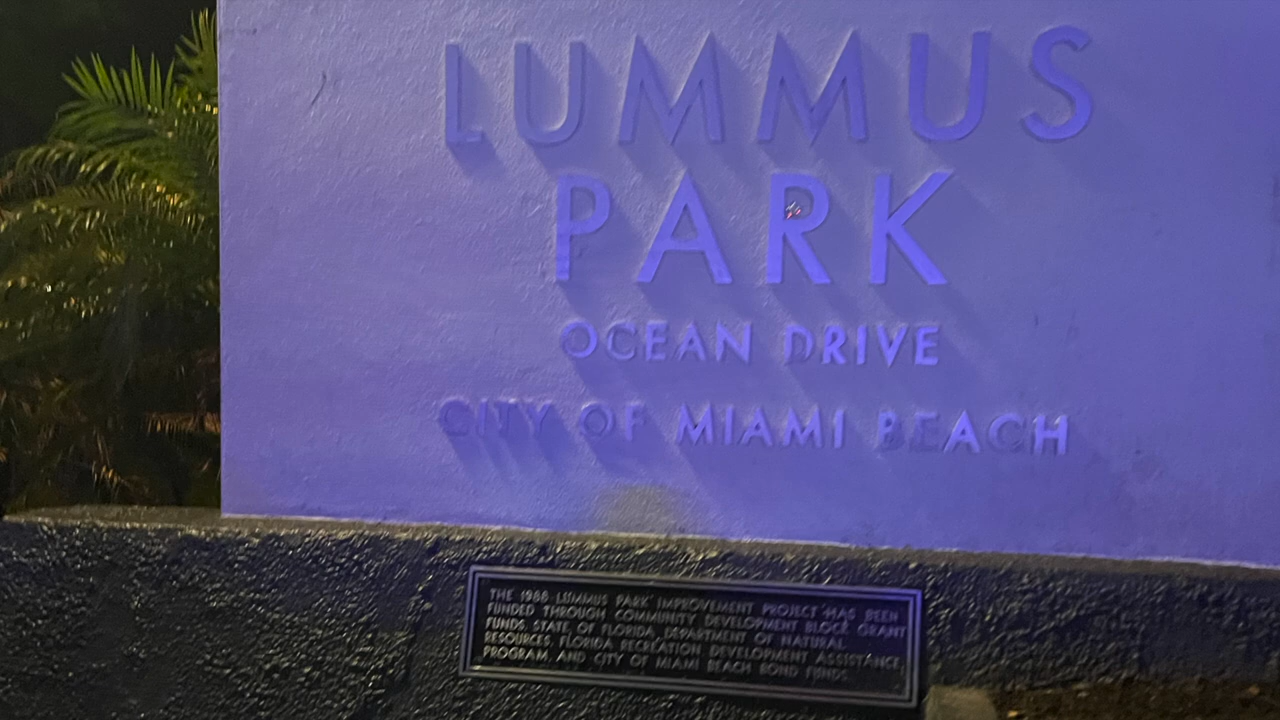 LUMMUS
PARK
OCEAN DRIVE
CITY OF MIAMI BEACH
THE 1988 LUMMUS PARK IMPROVEMENT PROJECT HAS BEEN
FUNDED THROUGH COMMUNITY DEVELOPMENT BLOCK GRANT
FUNDS, STATE OF FLORIDA DEPARTMENT OF NATURAL
RESOURCES, FLORIDA RECREATION DEVELOPMENT ASSISTANCE
PROGRAM, AND CITY OF MIAMI BEACH BOND FUNDS.